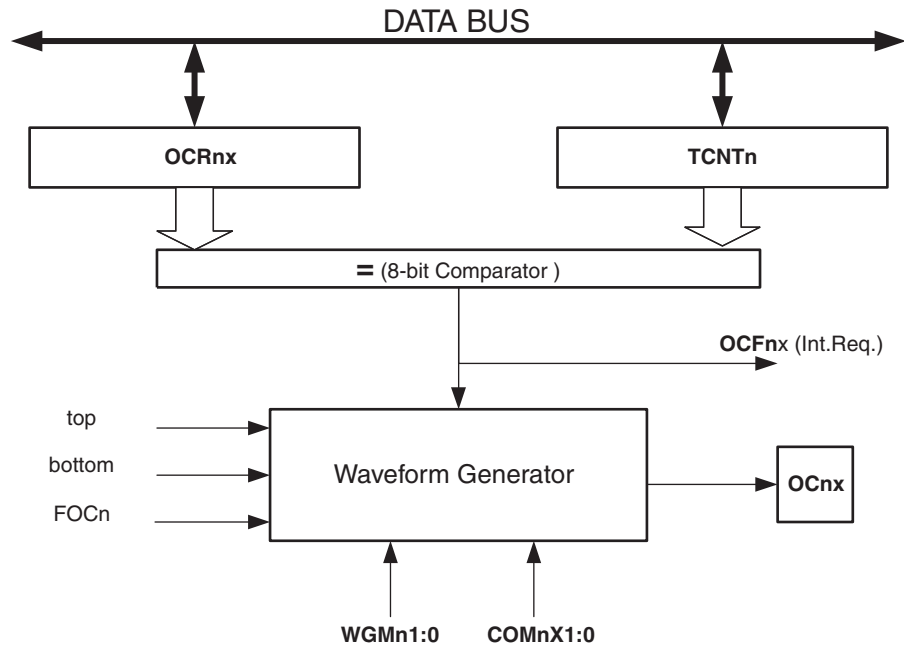 DATA BUS
OCRnx
TCNTn
= (8-bit Comparator )
OCFnx (Int.Req.)
top
bottom
FOCn
Waveform Generator
OCnx
WGMn1:0
COMnX1:0